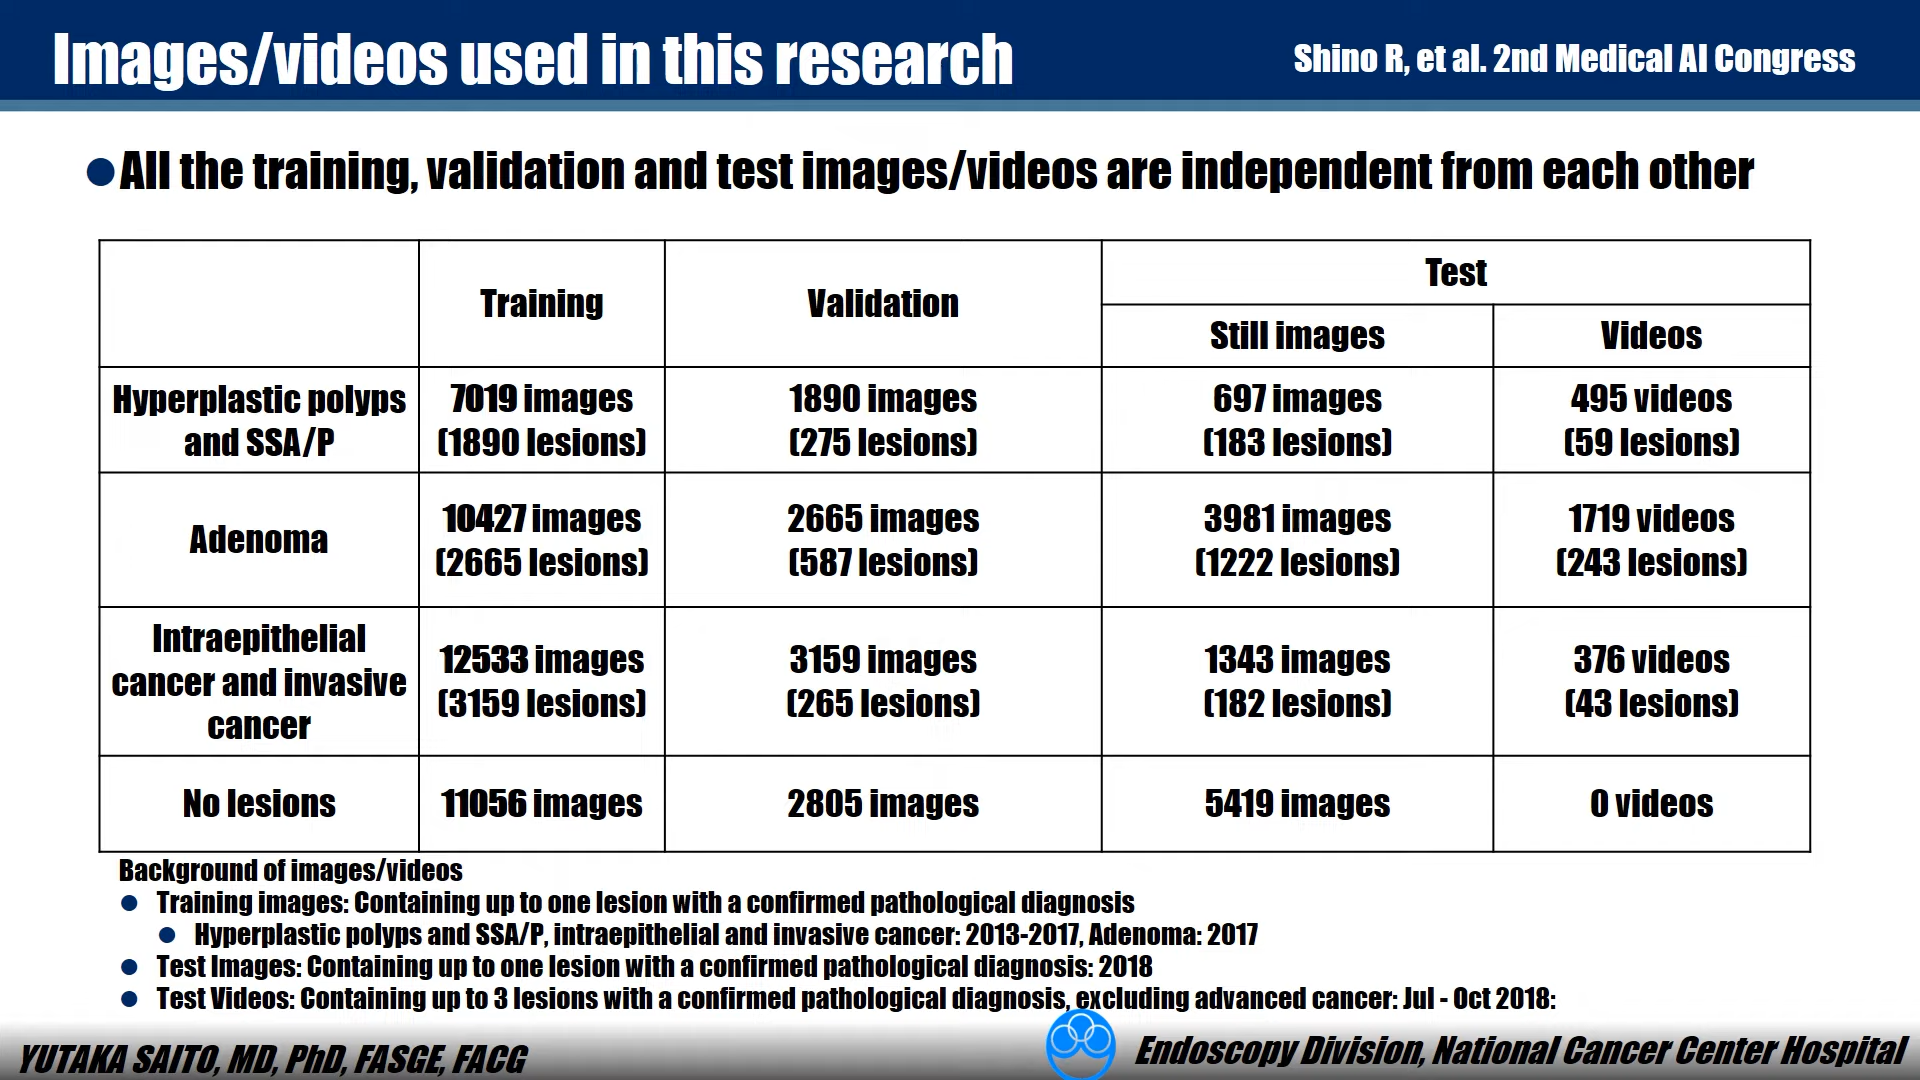 Images/videos used in this research
Shino R, et al. 2nd Medical AI Congress
●All the training, validation and test images/videos are independent from each other
Training
Validation
Test
Still images
Videos
Hyperplastic polyps
and SSA/P
7019 images
(1890 lesions)
1890 images
(275 lesions)
697 images
(183 lesions)
495 videos
(59 lesions)
Adenoma
10427 images
(2665 lesions)
2665 images
(587 lesions)
3981 images
(1222 lesions)
1719 videos
(243 lesions)
Intraepithelial
cancer and invasive
cancer
12533 images
(3159 lesions)
3159 images
(265 lesions)
1343 images
(182 lesions)
376 videos
(43 lesions)
No lesions
11056 images
2805 images
5419 images
0 videos
Background of images/videos
● Training images: Containing up to one lesion with a confirmed pathological diagnosis
● Hyperplastic polyps and SSA/P, intraepithelial and invasive cancer: 2013-2017, Adenoma: 2017
● Test Images: Containing up to one lesion with a confirmed pathological diagnosis: 2018
● Test Videos: Containing up to 3 lesions with a confirmed pathological diagnosis, excluding advanced cancer: Jul - Oct 2018:
YUTAKA SAITO, MD, PhD, FASGE, FACG
Endoscopy Division, National Cancer Center Hospital